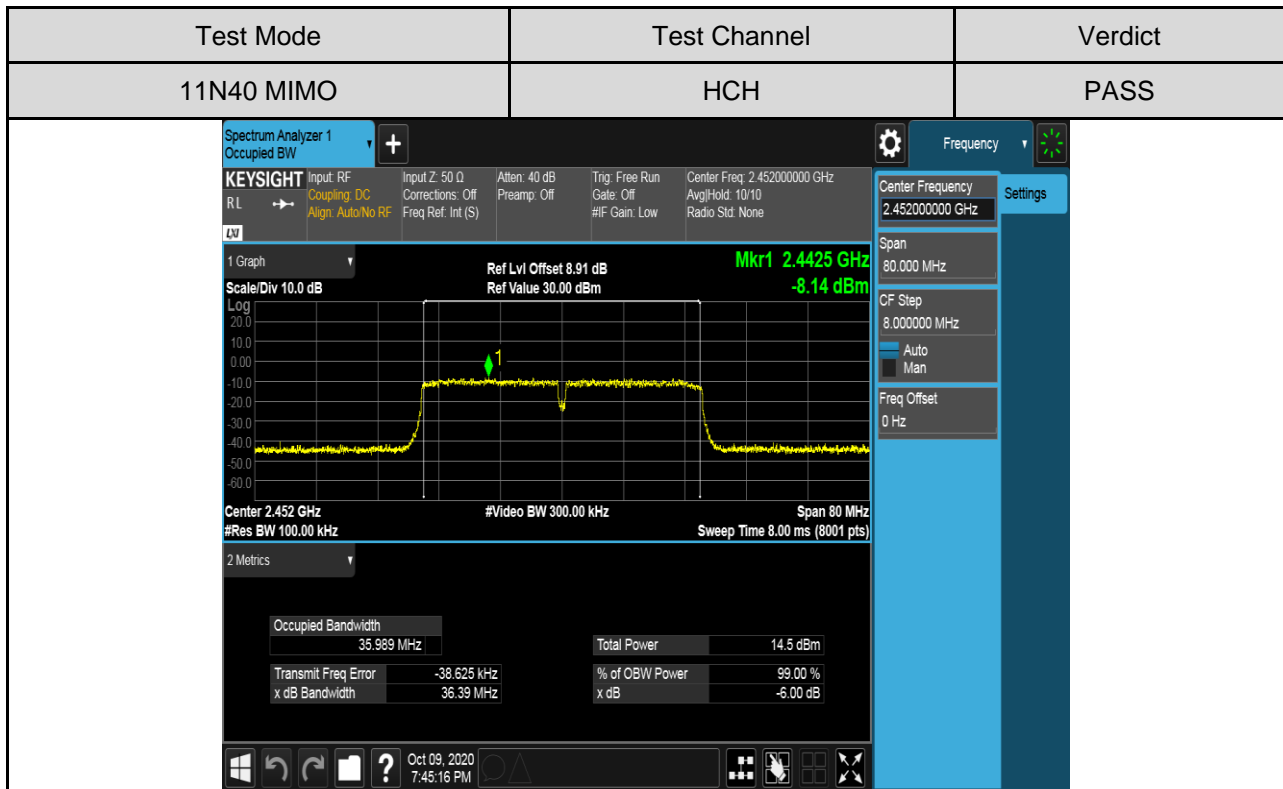 Test Mode Test Channel Verdict
11N40 MIMO HCH PASS
Spectrum Analyzer 1
Occupied BW
+
Frequency
KEYSIGHT Input: RF Input Z: 50 Ω Atten: 40 dB Trig: Free Run Center Freq: 2.452000000 GHz
RL Coupling: DC Corrections: Off Preamp: Off Gate: Off Avg|Hold: 10/10
Align: Auto/No RF Freq Ref: Int (S) #IF Gain: Low Radio Std: None
LXI
Center Frequency
2.452000000 GHz
Settings
Span
80.000 MHz
CF Step
8.000000 MHz
Auto
Man
Freq Offset
0 Hz
1 Graph Ref Lvl Offset 8.91 dB Mkr1 2.4425 GHz
Scale/Div 10.0 dB Ref Value 30.00 dBm -8.14 dBm
Log
20.0
10.0
0.00
1
-10.0
-20.0
-30.0
-40.0
-50.0
-60.0
Center 2.452 GHz #Video BW 300.00 kHz Span 80 MHz
#Res BW 100.00 kHz Sweep Time 8.00 ms (8001 pts)
2 Metrics
Occupied Bandwidth
35.989 MHz Total Power 14.5 dBm
Transmit Freq Error -38.625 kHz % of OBW Power 99.00 %
x dB Bandwidth 36.39 MHz x dB -6.00 dB
? Oct 09, 2020
7:45:16 PM